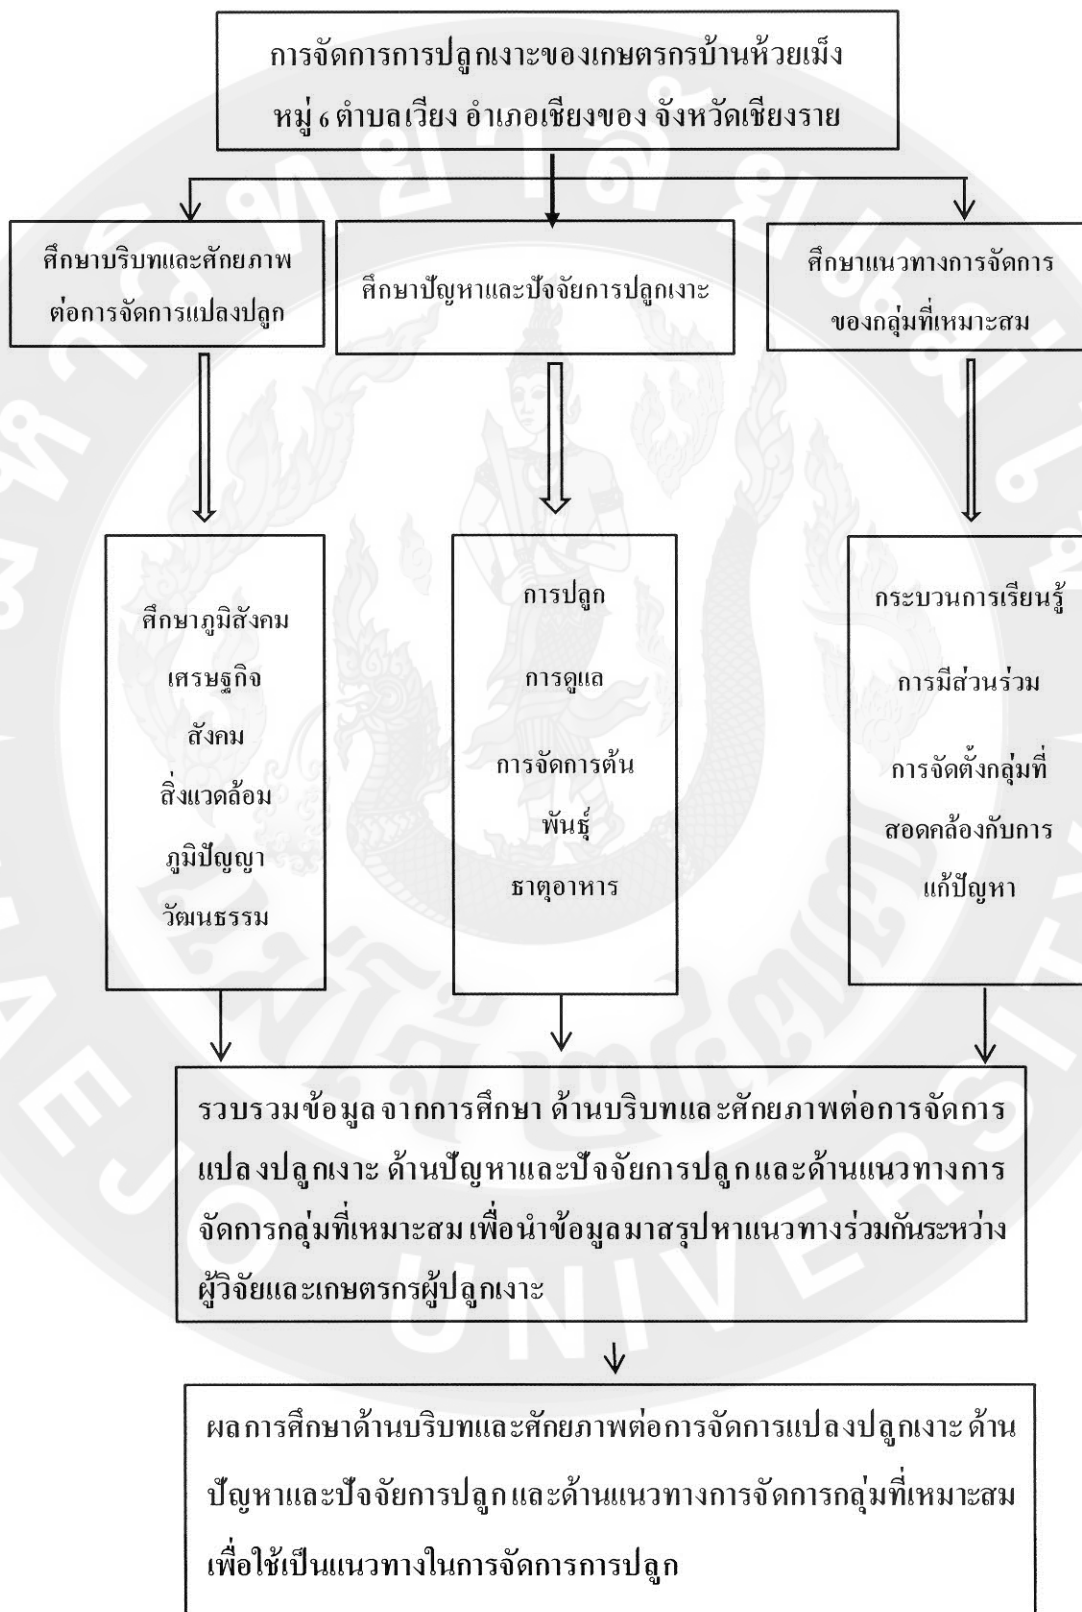 การจัดการการปลูกเงาะของเกษตรกรบ้านห้วยเม็ง
หมู่ 6 ตำบลเวียง อำเภอเชียงของ จังหวัดเชียงราย
ศึกษาบริบทและศักยภาพ
ต่อการจัดการแปลงปลูก
ศึกษาปัญหาและปัจจัยการปลูกเงาะ
ศึกษาแนวทางการจัดการ
ของกลุ่มที่เหมาะสม
ศึกษาภูมิสังคม
เศรษฐกิจ
สังคม
สิ่งแวดล้อม
ภูมิปัญญา
วัฒนธรรม
การปลูก
การดูแล
การจัดการต้น
พันธุ์
ธาตุอาหาร
กระบวนการเรียนรู้
การมีส่วนร่วม
การจัดตั้งกลุ่มที่
สอดคล้องกับการ
แก้ปัญหา
รวบรวมข้อมูลจากการศึกษา ด้านบริบทและศักยภาพต่อการจัดการ
แปลงปลูกเงาะ ด้านปัญหาและปัจจัยการปลูกและด้านแนวทางการ
จัดการกลุ่มที่เหมาะสม เพื่อนำข้อมูลมาสรุปหาแนวทางร่วมกันระหว่าง
ผู้วิจัยและเกษตรกรผู้ปลูกเงาะ
ผลการศึกษาด้านบริบทและศักยภาพต่อการจัดการแปลงปลูกเงาะ ด้าน
ปัญหาและปัจจัยการปลูก และด้านแนวทางการจัดการกลุ่มที่เหมาะสม
เพื่อใช้เป็นแนวทางในการจัดการการปลูก
UNIVERSITY